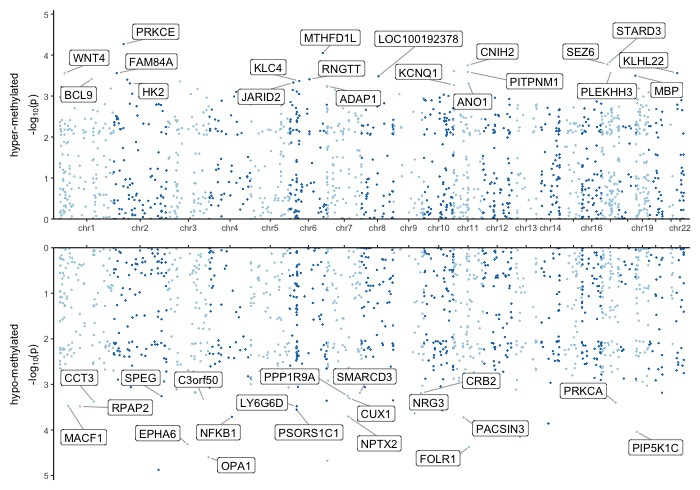 5
4
3
2
1
0
hyper-methylated
-log10(p)
PRKCE
MTHFD1L
LOC100192378
STARD3
WNT4
FAM84A
KLC4
RNGTT
KCNQ1
CNIH2
SEZ6
KLHL22
BCL9
HK2
JARID2
ADAP1
ANO1
PITPNM1
PLEKHH3
MBP
chr1 chr2 chr3 chr4 chr5 chr6 chr7 chr8 chr9 chr10 chr11 chr12 chr13 chr14 chr16 chr19 chr22
0
1
2
3
4
5
hypo-methylated
-log10(p)
CCT3
SPEG
C3orf50
PPP1R9A
SMARCD3
CRB2
PRKCA
RPAP2
LY6G6D
CUX1
NRG3
MACF1
EPHA6
NFKB1
PSORS1C1
NPTX2
PACSIN3
PIP5K1C
OPA1
FOLR1